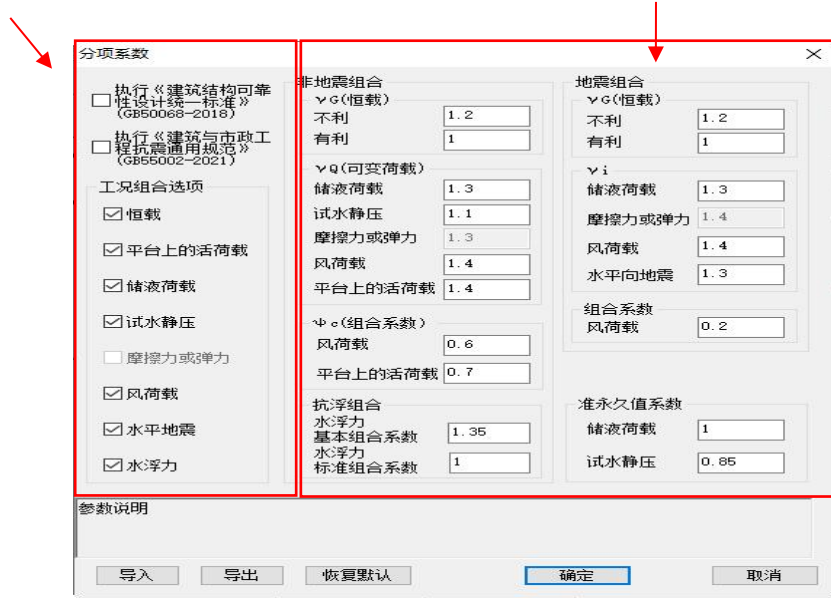 分项系数
执行《建筑结构可靠
性设计统一标准》
(GB50068-2018)
执行《建筑与市政工
程抗震通用规范》
(GB55002-2021)
工况组合选项
恒载
平台上的活荷载
储液荷载
试水静压
摩擦力或弹力
风荷载
水平地震
水浮力
非地震组合
γG(恒载)
不利 1.2
有利 1
γQ(可变荷载)
储液荷载 1.3
试水静压 1.1
摩擦力或弹力 1.3
风荷载 1.4
平台上的活荷载 1.4
ψc(组合系数)
风荷载 0.6
平台上的活荷载 0.7
抗浮组合
水浮力
基本组合系数 1.35
水浮力
标准组合系数 1
地震组合
γG(恒载)
不利 1.2
有利 1
γi
储液荷载 1.3
摩擦力或弹力 1.4
风荷载 1.4
水平向地震 1.3
组合系数
风荷载 0.2
准永久值系数
储液荷载 1
试水静压 0.85
参数说明
导入 导出 恢复默认 确定 取消